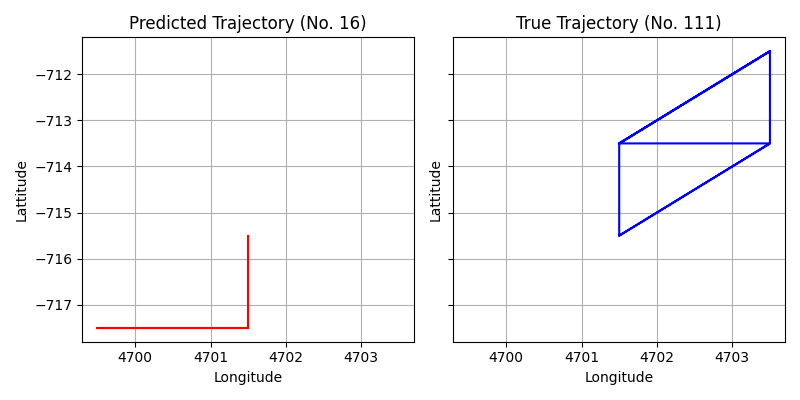 Predicted Trajectory (No. 16)
−712
−713
−714
−715
−716
−717
Lattitude
4700 4701 4702 4703
Longitude
True Trajectory (No. 111)
Lattitude
4700 4701 4702 4703
Longitude